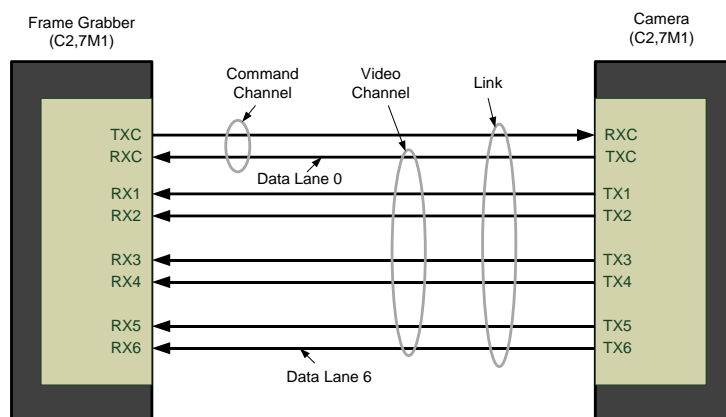 Frame Grabber
(C2,7M1)
Camera
(C2,7M1)
Command
Channel
Video
Channel
Link
TXC
RXC
RXC
TXC
Data Lane 0
RX1
TX1
RX2
TX2
RX3
TX3
RX4
TX4
RX5
TX5
RX6
TX6
Data Lane 6